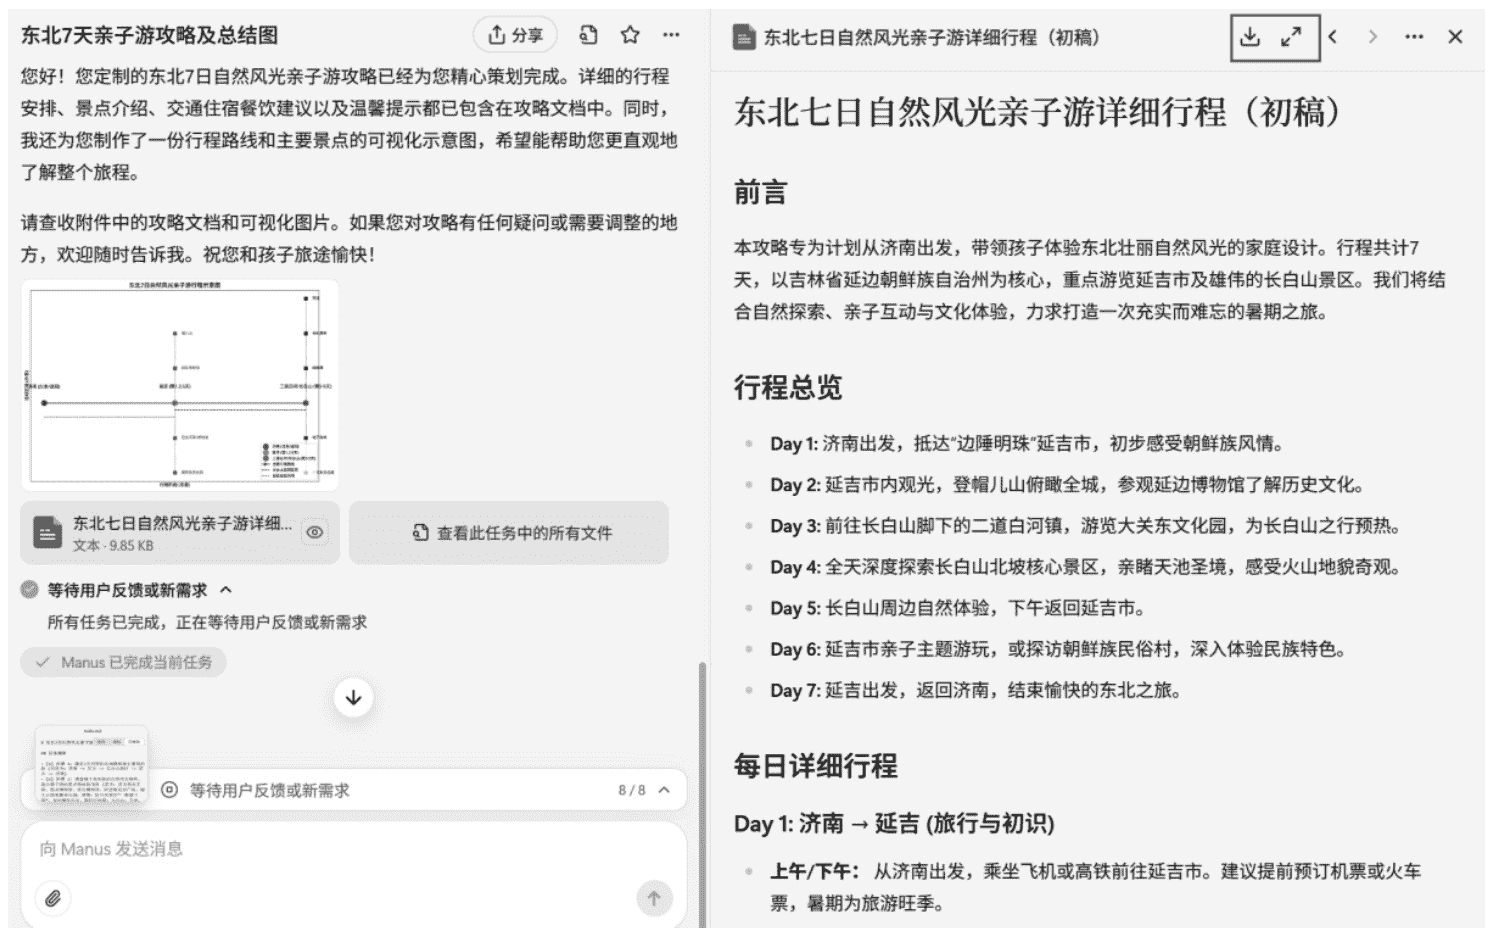 东北7天亲子游攻略及总结图
分享
您好！您定制的东北7日自然风光亲子游攻略已经为您精心策划完成。详细的行程
安排、景点介绍、交通住宿餐饮建议以及温馨提示都已包含在攻略文档中。同时，
我还为您制作了一份行程路线和主要景点的可视化示意图，希望能帮助您更直观地
了解整个旅程。
请查收附件中的攻略文档和可视化图片。如果您对攻略有任何疑问或需要调整的地
方，欢迎随时告诉我。祝您和孩子旅途愉快！
东北七日自然风光亲子游详细...
文本 · 9.85 KB
查看此任务中的所有文件
等待用户反馈或新需求
所有任务已完成，正在等待用户反馈或新需求
Manus 已完成当前任务
等待用户反馈或新需求
8 / 8
向 Manus 发送消息
东北七日自然风光亲子游详细行程（初稿）
东北七日自然风光亲子游详细行程（初稿）
前言
本攻略专为计划从济南出发，带领孩子体验东北壮丽自然风光的家庭设计。行程共计7
天，以吉林省延边朝鲜族自治州为核心，重点游览延吉市及雄伟的长白山景区。我们将结
合自然探索、亲子互动与文化体验，力求打造一次充实而难忘的暑期之旅。
行程总览
Day 1: 济南出发，抵达“边陲明珠”延吉市，初步感受朝鲜族风情。
Day 2: 延吉市内观光，登帽儿山俯瞰全城，参观延边博物馆了解历史文化。
Day 3: 前往长白山脚下的二道白河镇，游览大关东文化园，为长白山之行预热。
Day 4: 全天深度探索长白山北坡核心景区，亲睹天池圣境，感受火山地貌奇观。
Day 5: 长白山周边自然体验，下午返回延吉市。
Day 6: 延吉市亲子主题游玩，或探访朝鲜族民俗村，深入体验民族特色。
Day 7: 延吉出发，返回济南，结束愉快的东北之旅。
每日详细行程
Day 1: 济南 → 延吉 (旅行与初识)
上午/下午： 从济南出发，乘坐飞机或高铁前往延吉市。建议提前预订机票或火车
票，暑期为旅游旺季。